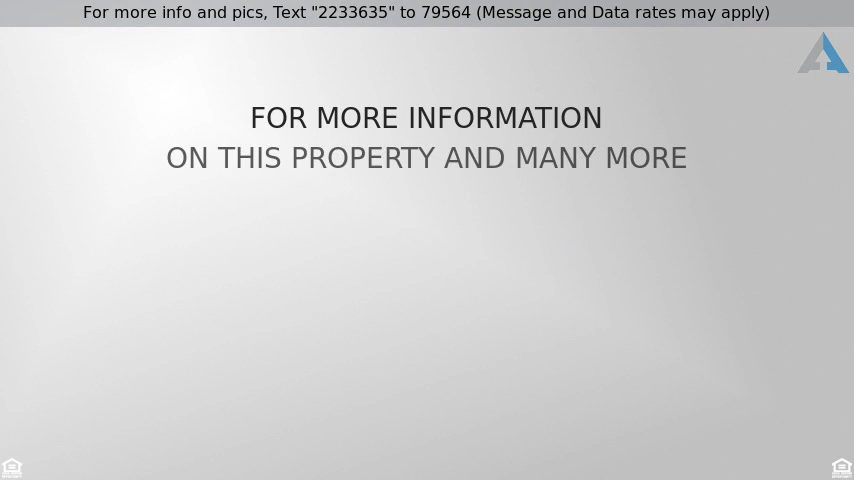 For more info and pics, Text "2233635" to 79564 (Message and Data rates may apply)
FOR MORE INFORMATION
ON THIS PROPERTY AND MANY MORE